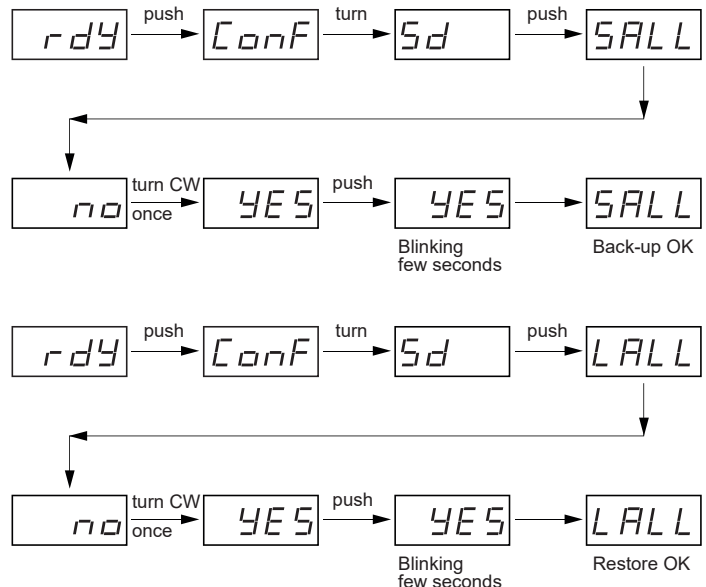 push turn push
rdY ConF Sd SALL
turn CW push
once
no YES YES SALL
Blinking Back-up OK
few seconds
push turn push
rdY ConF Sd LALL
turn CW push
once
no YES YES LALL
Blinking Restore OK
few seconds